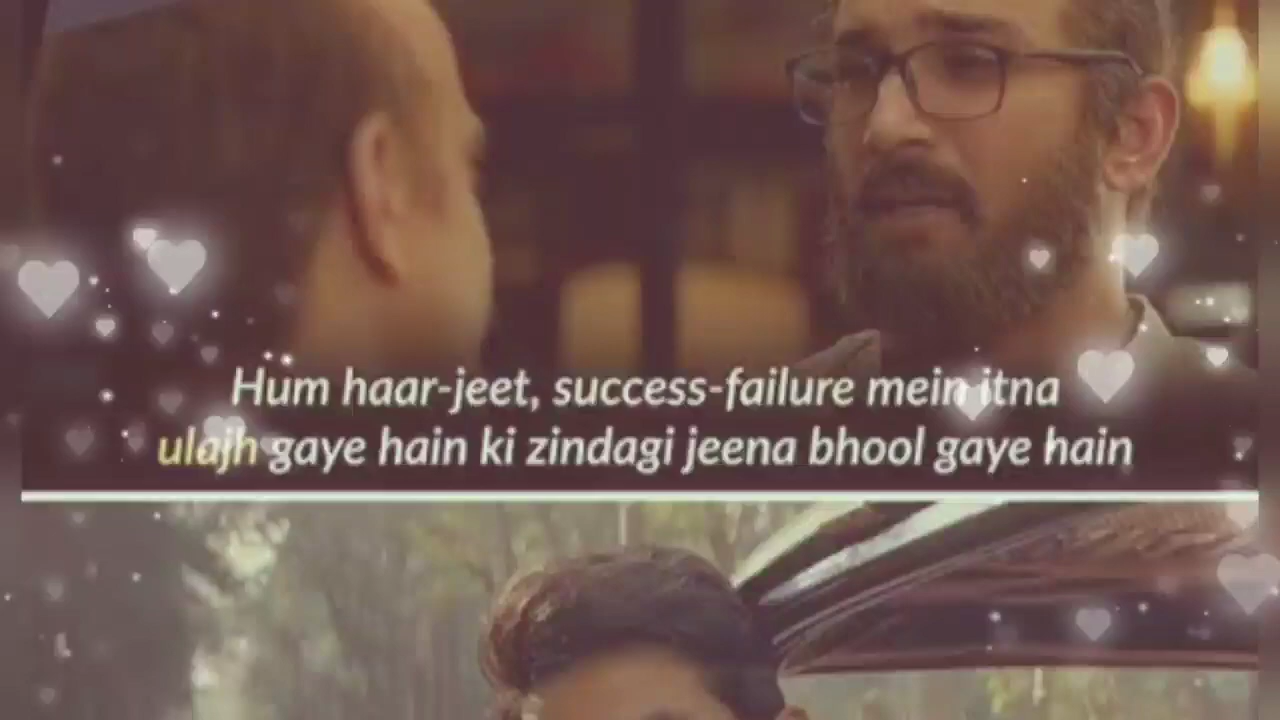 Hum haar-jeet, success-failure mein itna
ulajh gaye hain ki zindagi jeena bhool gaye hain